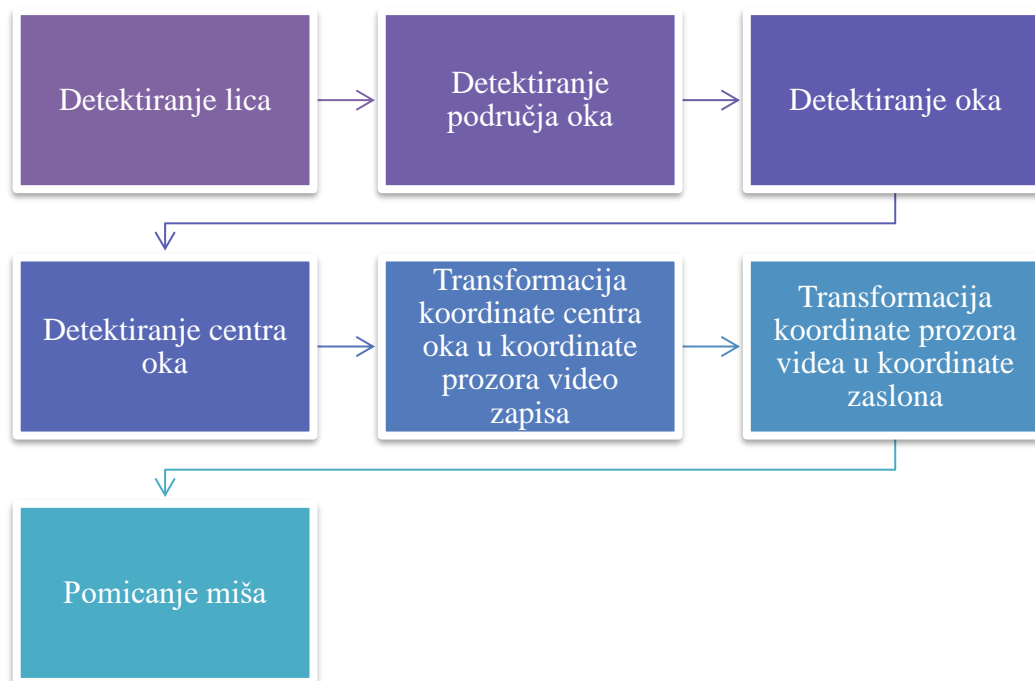 Detektiranje lica
Detektiranje
područja oka
Detektiranje oka
Detektiranje centra
oka
Transformacija
koordinate centra
oka u koordinate
prozora video
zapisa
Transformacija
koordinate prozora
videa u koordinate
zaslona
Pomicanje miša